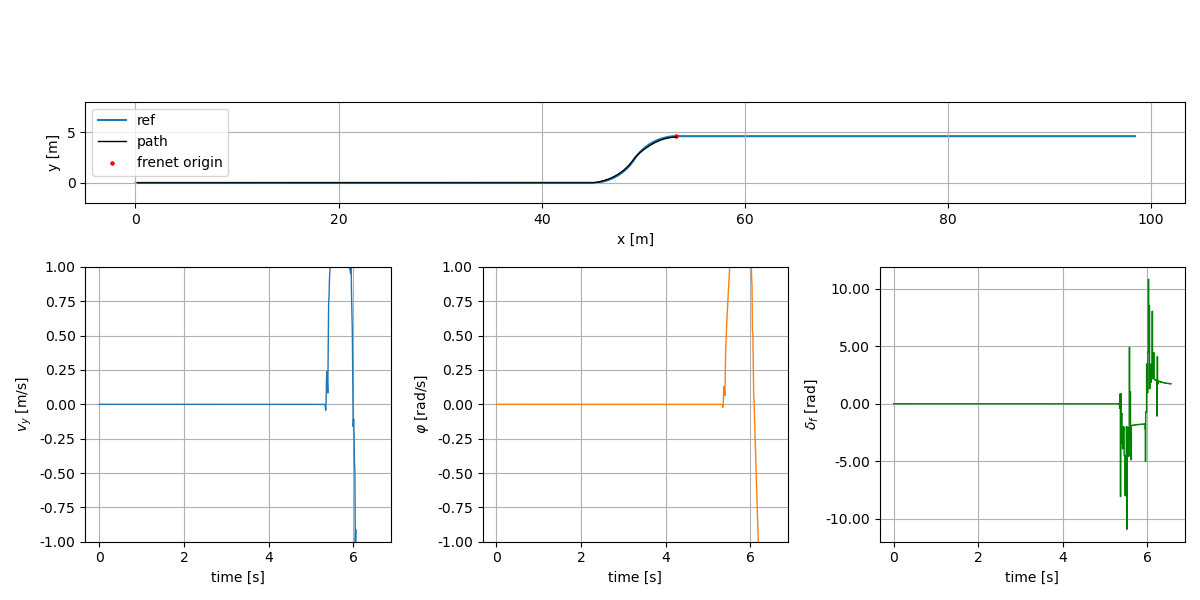 ref
path
frenet origin
5
0
y [m]
0 20 40 60 80 100
x [m]
1.00
0.75
0.50
0.25
0.00
-0.25
-0.50
-0.75
-1.00
v_y [m/s]
0 2 4 6
time [s]
1.00
0.75
0.50
0.25
0.00
-0.25
-0.50
-0.75
-1.00
φ [rad/s]
0 2 4 6
time [s]
10.00
5.00
0.00
-5.00
-10.00
δ_f [rad]
0 2 4 6
time [s]